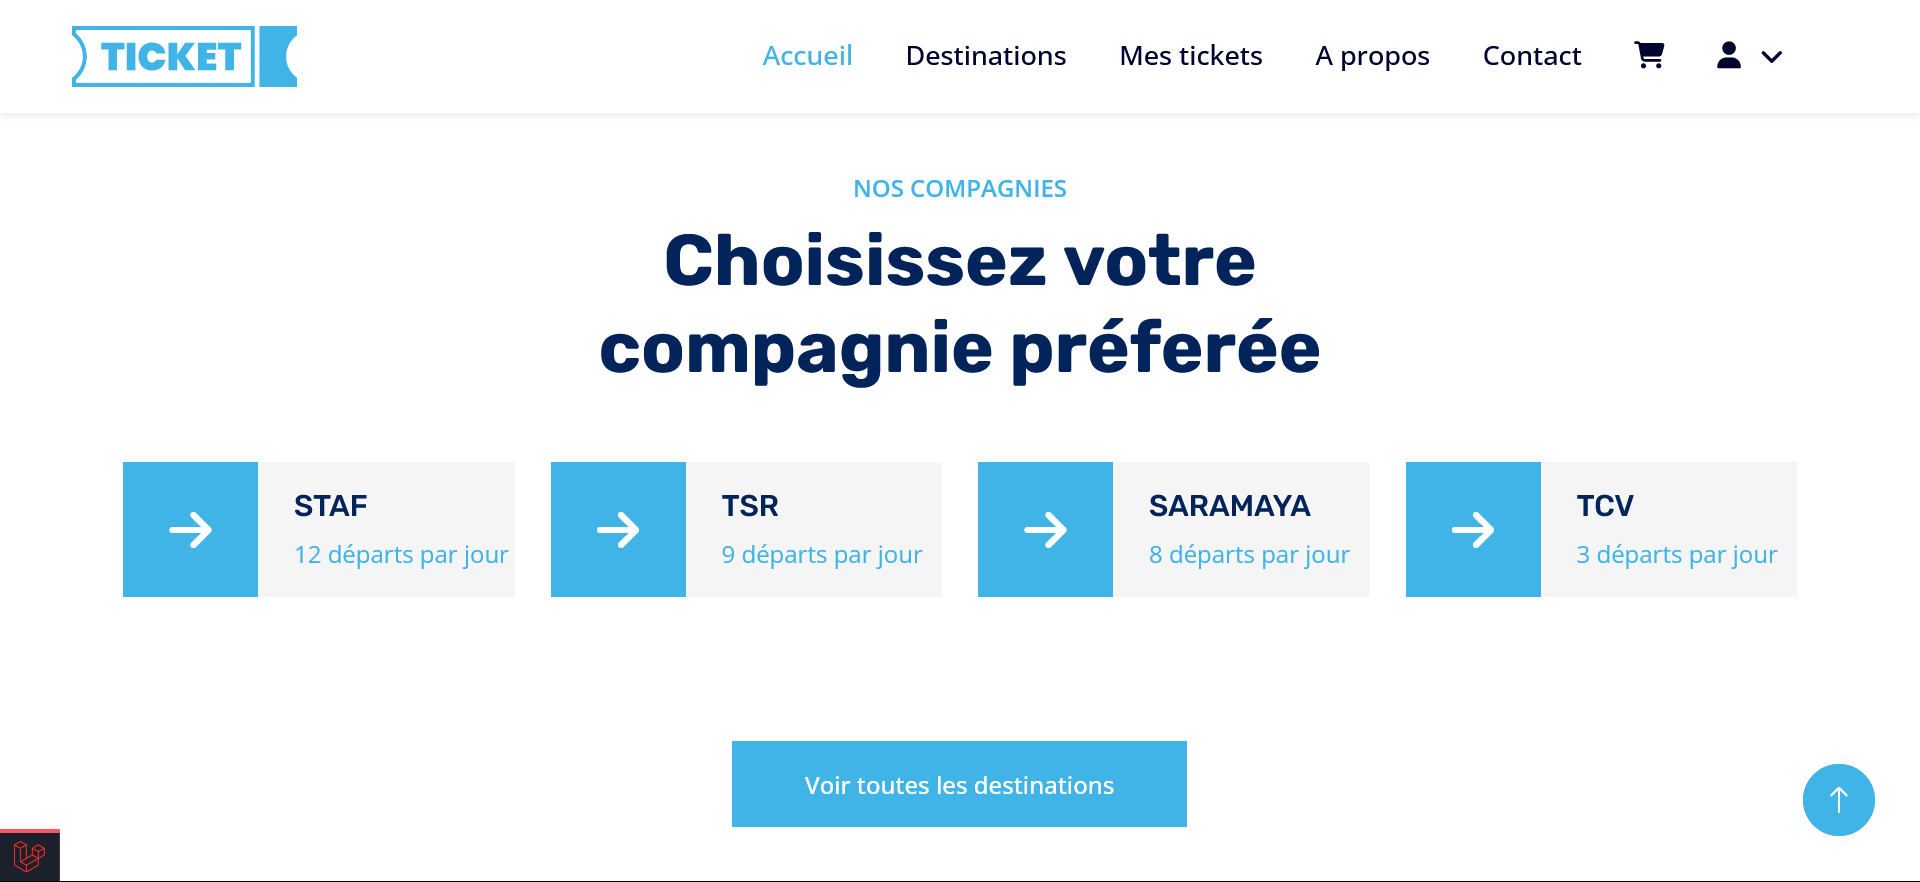 TICKET
Accueil Destinations Mes tickets A propos Contact
NOS COMPAGNIES
Choisissez votre
compagnie préferée
STAF
12 départs par jour
TSR
9 départs par jour
SARAMAYA
8 départs par jour
TCV
3 départs par jour
Voir toutes les destinations